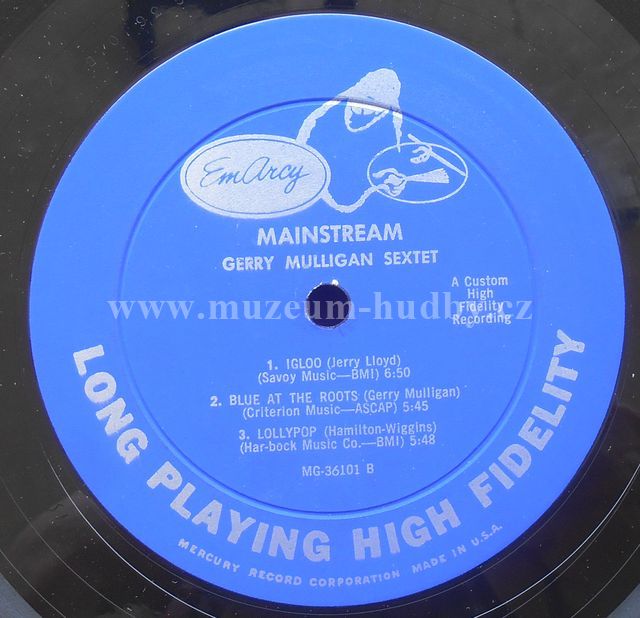 EmArcy
MAINSTREAM
GERRY MULLIGAN SEXTET
A Custom
High
Fidelity
Recording
www.muzeum-hudby.cz
1. IGLOO (Jerry Lloyd)
(Savoy Music—BMI) 6:50
2. BLUE AT THE ROOTS (Gerry Mulligan)
(Criterion Music—ASCAP) 5:45
3. LOLLYPOP (Hamilton-Wiggins)
(Har-bock Music Co.—BMI) 5:48
MG-36101 B
LONG PLAYING HIGH FIDELITY
MERCURY RECORD CORPORATION MADE IN U.S.A.